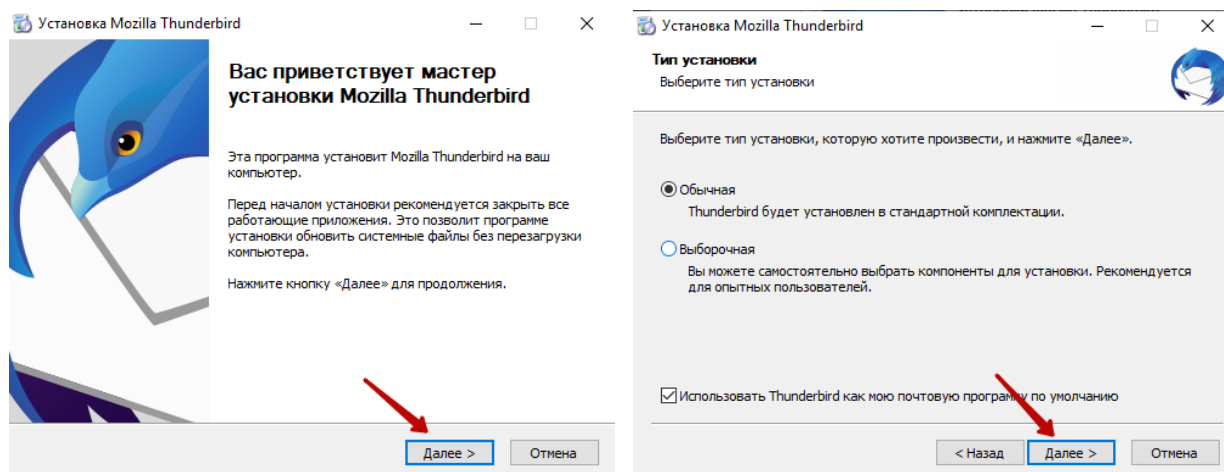 Установка Mozilla Thunderbird
Вас приветствует мастер
установки Mozilla Thunderbird
Эта программа установит Mozilla Thunderbird на ваш
компьютер.
Перед началом установки рекомендуется закрыть все
работающие приложения. Это позволит программе
установки обновить системные файлы без перезагрузки
компьютера.
Нажмите кнопку «Далее» для продолжения.
Далее >
Отмена
Установка Mozilla Thunderbird
Тип установки
Выберите тип установки
Выберите тип установки, которую хотите произвести, и нажмите «Далее».
Обычная
Thunderbird будет установлен в стандартной комплектации.
Выборочная
Вы можете самостоятельно выбрать компоненты для установки. Рекомендуется
для опытных пользователей.
Использовать Thunderbird как мою почтовую программу по умолчанию
< Назад
Далее >
Отмена